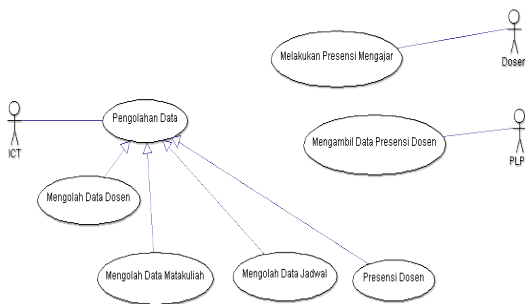 Melakukan Presensi Mengajar
Dosen
Pengolahan Data
ICT
Mengambil Data Presensi Dosen
PLP
Mengolah Data Dosen
Mengolah Data Matakuliah
Mengolah Data Jadwal
Presensi Dosen